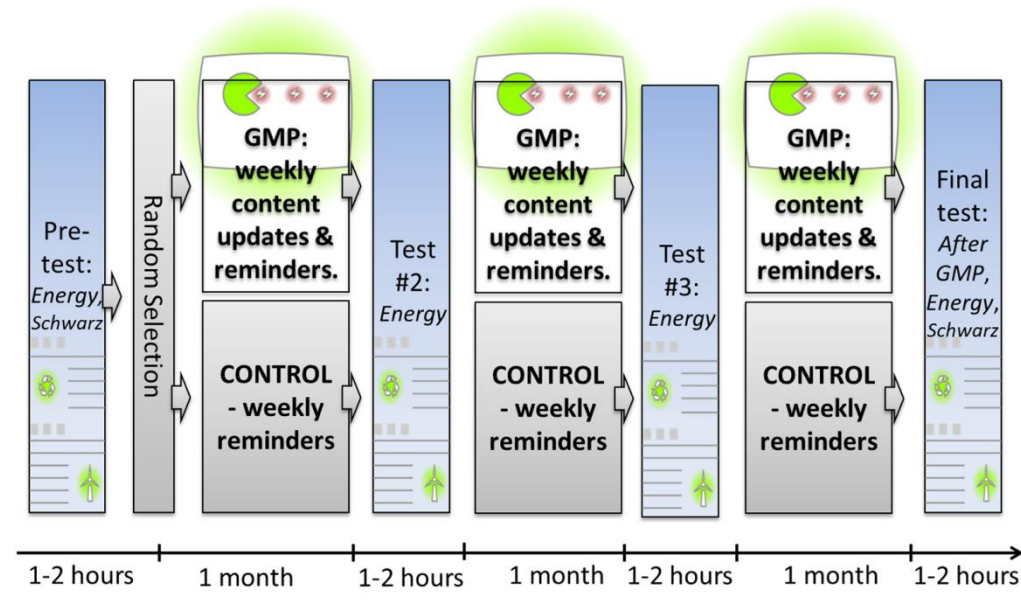 Pre-
test:
Energy,
Schwarz
Random Selection
GMP:
weekly
content
updates &
reminders.
CONTROL
- weekly
reminders
Test
#2:
Energy
GMP:
weekly
content
updates &
reminders.
CONTROL
- weekly
reminders
Test
#3:
Energy
GMP:
weekly
content
updates &
reminders.
CONTROL
- weekly
reminders
Final
test:
After
GMP,
Energy,
Schwarz
1-2 hours
1 month
1-2 hours
1 month
1-2 hours
1 month
1-2 hours